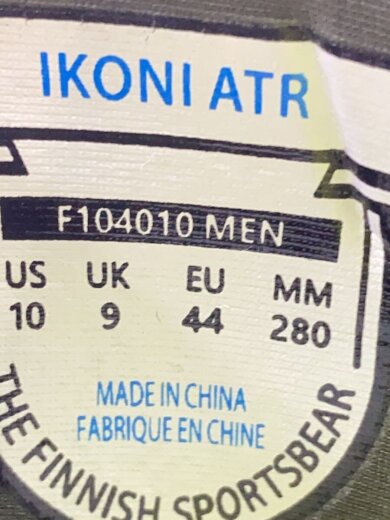 IKONI ATR
F104010 MEN
US UK EU MM
10 9 44 280
MADE IN CHINA
FABRIQUE EN CHINE
THE FINNISH SPORTSBEAR